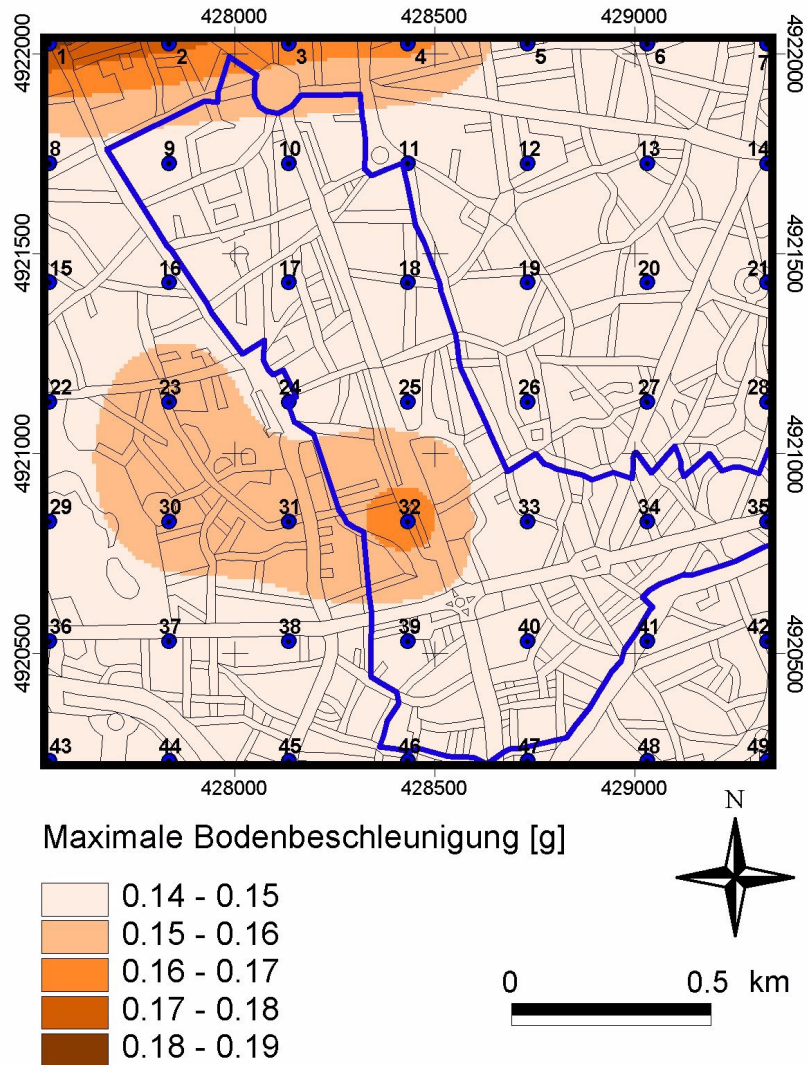 428000 428500 429000
4922000 4922000
1 2 3 4 5 6 7
8 9 10 11 12 13 14
4921500 4921500
15 16 17 18 19 20 21
22 23 24 25 26 27 28
4921000 4921000
29 30 31 32 33 34 35
36 37 38 39 40 41 42
4920500 4920500
43 44 45 46 47 48 49
428000 428500 429000
N
Maximale Bodenbeschleunigung [g]
0.14 - 0.15
0.15 - 0.16
0.16 - 0.17
0.17 - 0.18
0.18 - 0.19
0 0.5 km